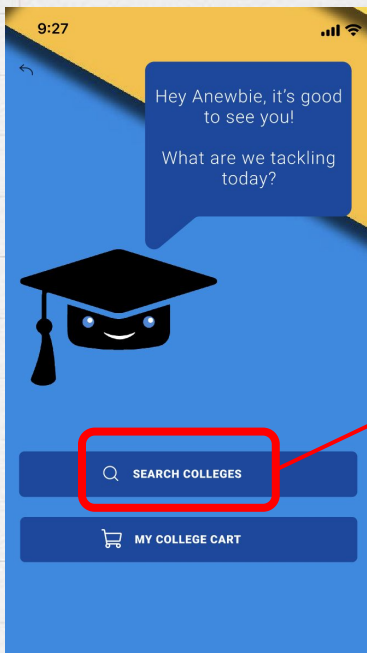 9:27
Hey Anewbie, it's good
to see you!
What are we tackling
today?
SEARCH COLLEGES
MY COLLEGE CART